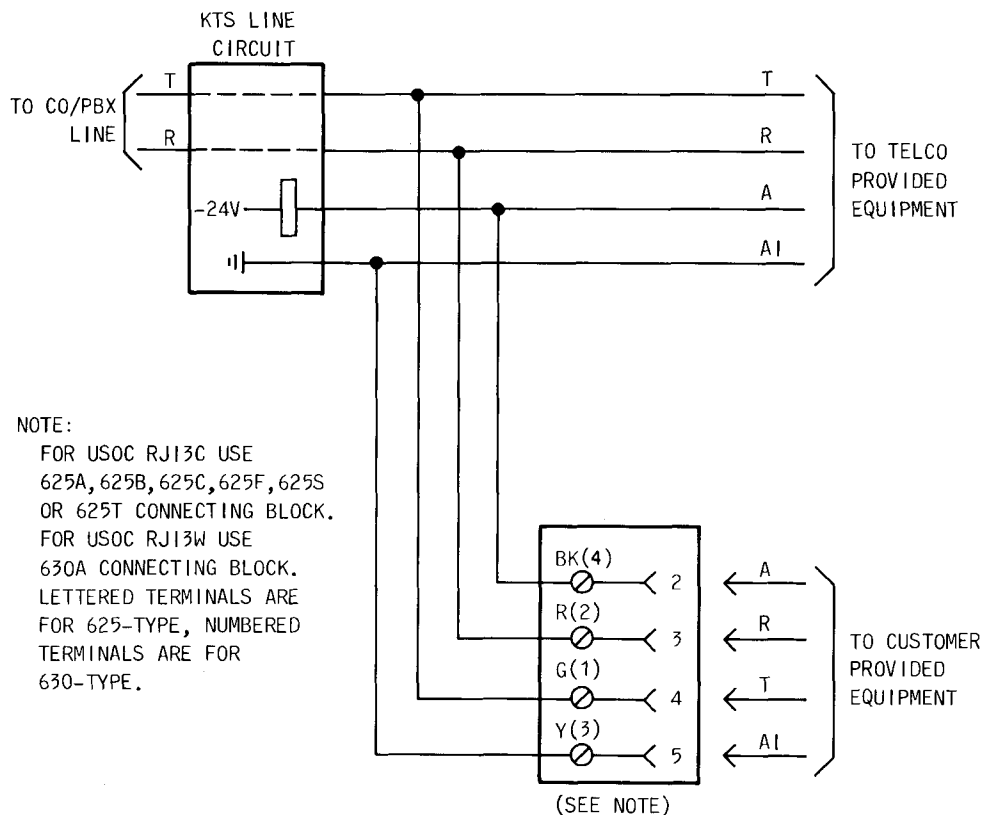 KTS LINE
CIRCUIT
TO CO/PBX
LINE
T
R
-24V
T
R
A
A1
TO TELCO
PROVIDED
EQUIPMENT
NOTE:
FOR USOC RJ13C USE
625A,625B,625C,625F,625S
OR 625T CONNECTING BLOCK.
FOR USOC RJ13W USE
630A CONNECTING BLOCK.
LETTERED TERMINALS ARE
FOR 625-TYPE, NUMBERED
TERMINALS ARE FOR
630-TYPE.
BK(4)
2
A
R(2)
3
R
G(1)
4
T
Y(3)
5
A1
TO CUSTOMER
PROVIDED
EQUIPMENT
(SEE NOTE)